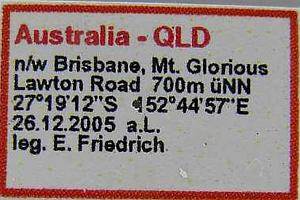 Australia - QLD
n/w Brisbane, Mt. Glorious
Lawton Road 700m üNN
27°19'12"S 152°44'57"E
26.12.2005 a.L.
leg. E. Friedrich